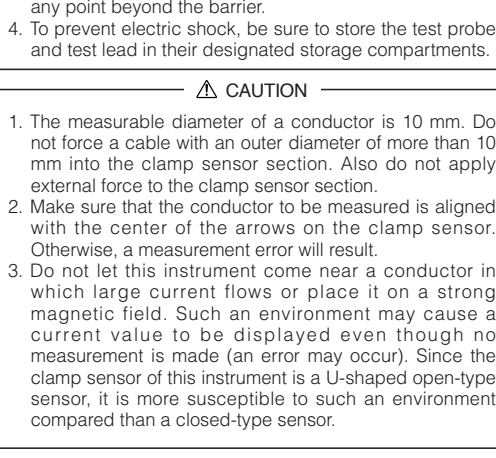 any point beyond the barrier.
4. To prevent electric shock, be sure to store the test probe
and test lead in their designated storage compartments.
⚠ CAUTION
1. The measurable diameter of a conductor is 10 mm. Do
not force a cable with an outer diameter of more than 10
mm into the clamp sensor section. Also do not apply
external force to the clamp sensor section.
2. Make sure that the conductor to be measured is aligned
with the center of the arrows on the clamp sensor.
Otherwise, a measurement error will result.
3. Do not let this instrument come near a conductor in
which large current flows or place it on a strong
magnetic field. Such an environment may cause a
current value to be displayed even though no
measurement is made (an error may occur). Since the
clamp sensor of this instrument is a U-shaped open-type
sensor, it is more susceptible to such an environment
compared than a closed-type sensor.